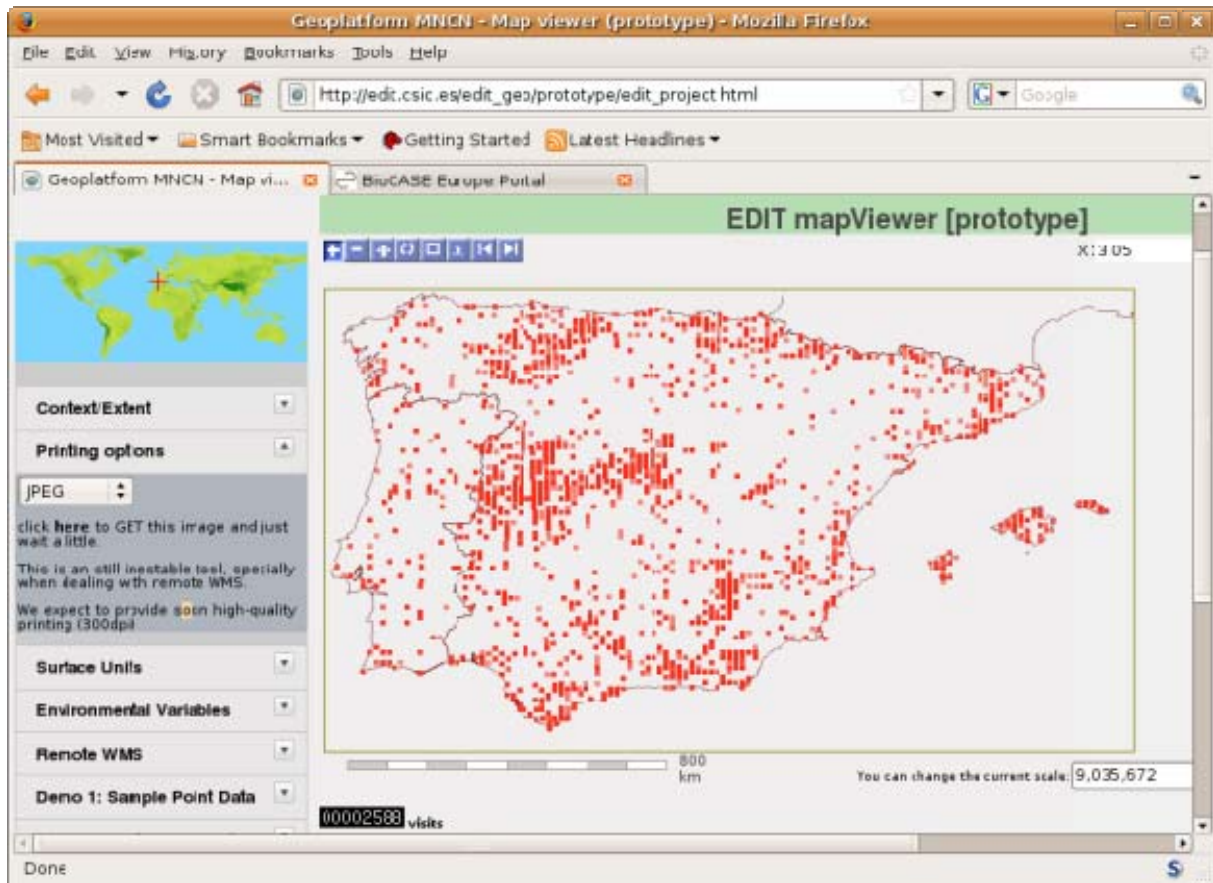 Geoplatform MNCN - Map viewer (prototype) - Mozilla Firefox
File Edit View History Bookmarks Tools Help
http://edit.csic.es/edit_geo/prototype/edit_project html
Google
Most Visited Smart Bookmarks Getting Started Latest Headlines
Geoplatform MNCN - Map vi... BioCASE Europe Portal
EDIT mapViewer [prototype]
X:3.05
Context/Extent
Printing options
JPEG
click here to GET this image and just
wait a little.
This is an still inestable tool, specially
when dealing with remote WMS.
We expect to provide soon high-quality
printing (300dpi)
Surface Units
Environmental Variables
Remote WMS
Demo 1: Sample Point Data
800
km
You can change the current scale: 9,035,672
00002588 visits
Done